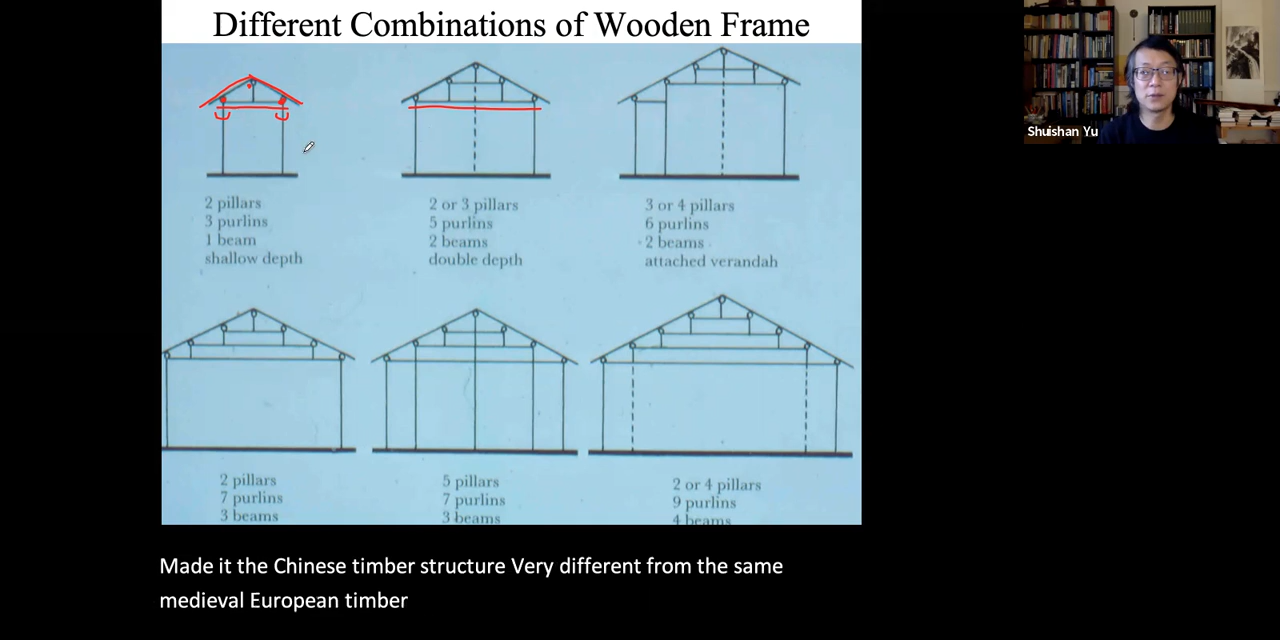 Different Combinations of Wooden Frame
Shuishan Yu
2 pillars
3 purlins
1 beam
shallow depth
2 or 3 pillars
5 purlins
2 beams
double depth
3 or 4 pillars
6 purlins
2 beams
attached verandah
2 pillars
7 purlins
3 beams
5 pillars
7 purlins
3 beams
2 or 4 pillars
9 purlins
4 beams
Made it the Chinese timber structure Very different from the same
medieval European timber